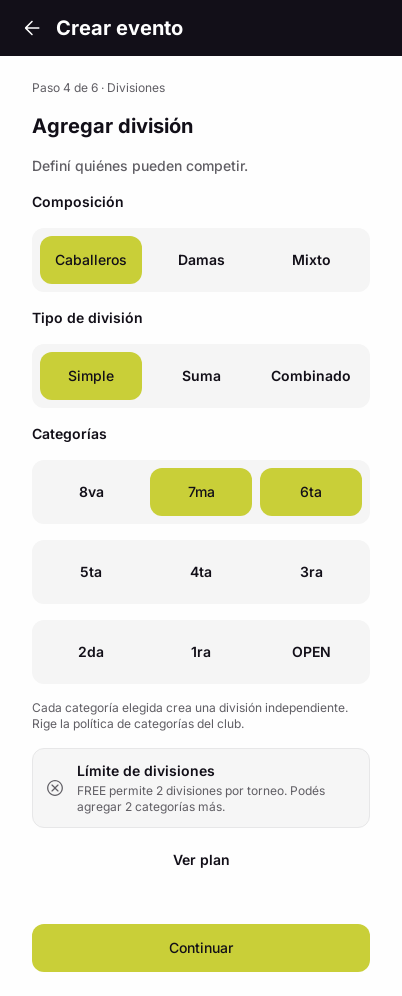 Crear evento
Paso 4 de 6 · Divisiones
Agregar división
Definí quiénes pueden competir.
Composición
Caballeros Damas Mixto
Tipo de división
Simple Suma Combinado
Categorías
8va 7ma 6ta
5ta 4ta 3ra
2da 1ra OPEN
Cada categoría elegida crea una división independiente.
Rige la política de categorías del club.
Límite de divisiones
FREE permite 2 divisiones por torneo. Podés
agregar 2 categorías más.
Ver plan
Continuar